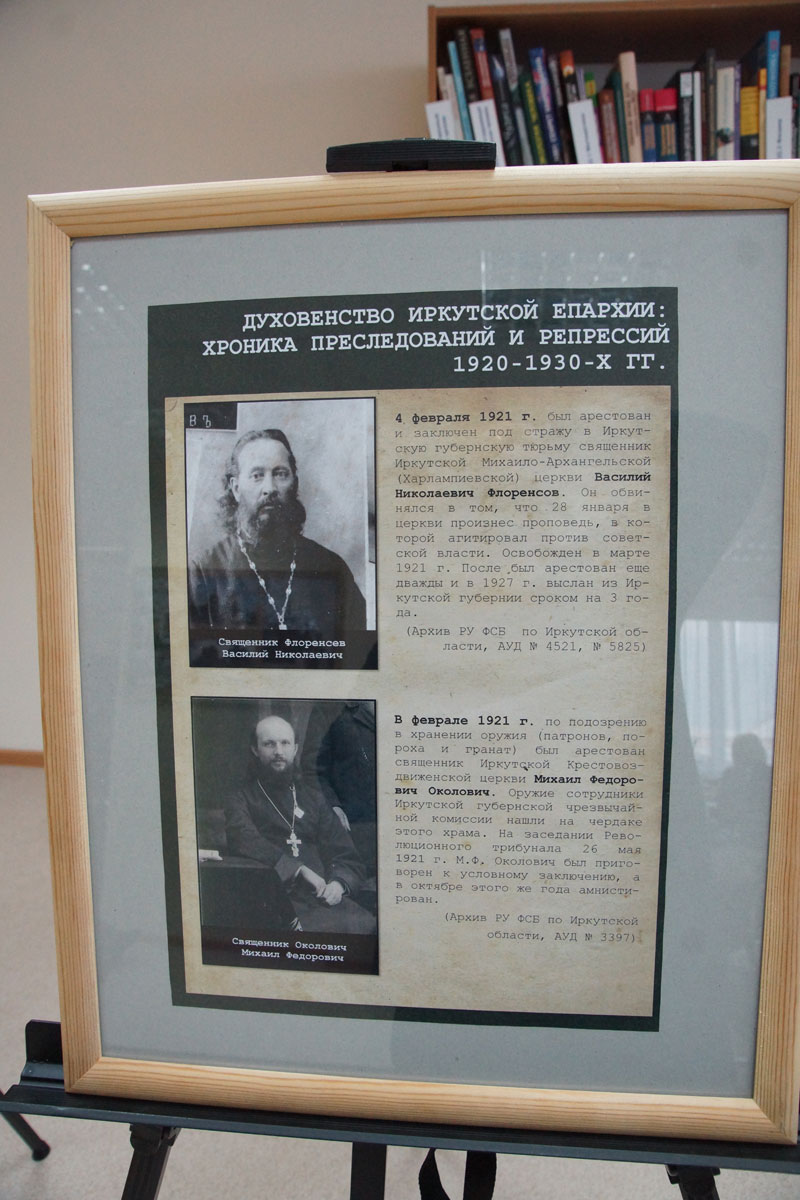 ДУХОВЕНСТВО ИРКУТСКОЙ ЕПАРХИИ:
ХРОНИКА ПРЕСЛЕДОВАНИЙ И РЕПРЕССИЙ
1920-1930-Х ГГ.
В Ъ
Священник Флоренсев
Василий Николаевич
4 февраля 1921 г. был арестован
и заключен под стражу в Иркут-
скую губернскую тюрьму священник
Иркутской Михаило-Архангельской
(Харлампиевской) церкви Василий
Николаевич Флоренсов. Он обви-
нялся в том, что 28 января в
церкви произнес проповедь, в ко-
торой агитировал против совет-
ской власти. Освобожден в марте
1921 г. После был арестован еще
дважды и в 1927 г. выслан из Ир-
кутской губернии сроком на 3 го-
да.
(Архив РУ ФСБ по Иркутской об-
ласти, АУД № 4521, № 5825)
Священник Околович
Михаил Федорович
В феврале 1921 г. по подозрению
в хранении оружия (патронов, по-
роха и гранат) был арестован
священник Иркутской Крестовоз-
движенской церкви Михаил Федоро-
вич Околович. Оружие сотрудники
Иркутской губернской чрезвычай-
ной комиссии нашли на чердаке
этого храма. На заседании Рево-
люционного трибунала 26 мая
1921 г. М.Ф. Околович был приго-
ворен к условному заключению, а
в октябре этого же года амнисти-
рован.
(Архив РУ ФСБ по Иркутской
области, АУД № 3397)